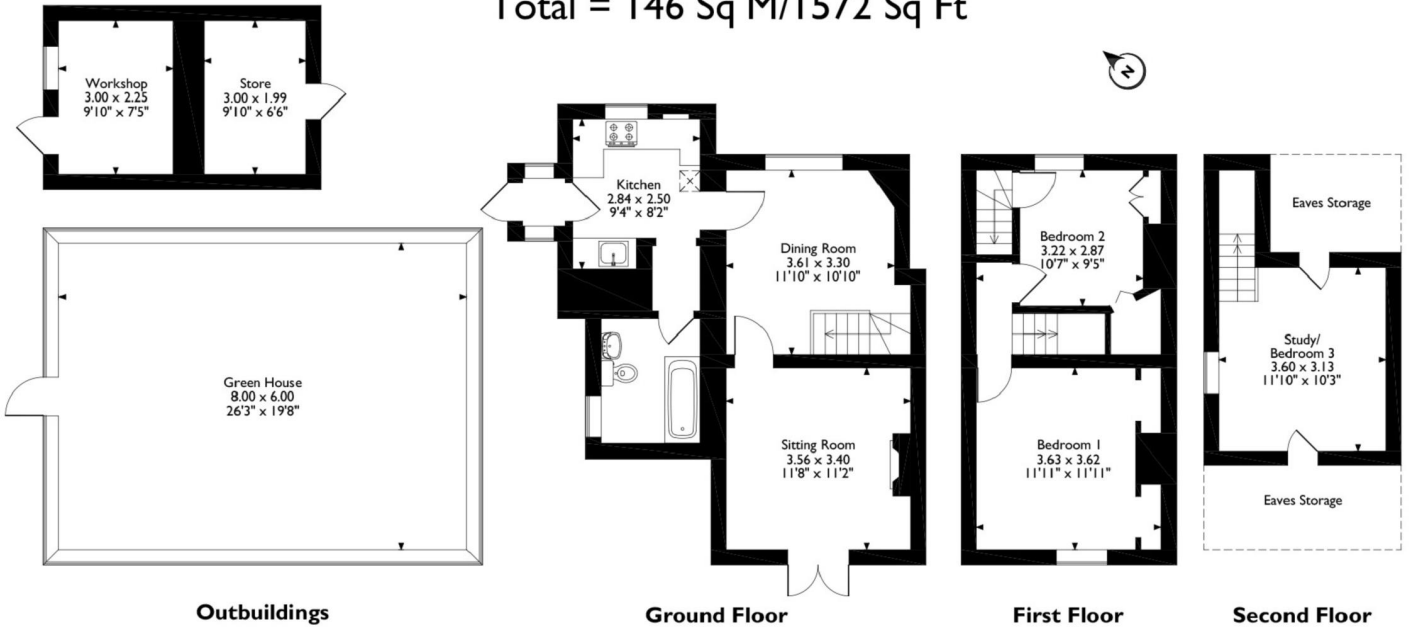 Total = 146 Sq M/1572 Sq Ft
Workshop
3.00 x 2.25
9'10" x 7'5"
Store
3.00 x 1.99
9'10" x 6'6"
N
Kitchen
2.84 x 2.50
9'4" x 8'2"
Dining Room
3.61 x 3.30
11'10" x 10'10"
Bedroom 2
3.22 x 2.87
10'7" x 9'5"
Eaves Storage
Study/
Bedroom 3
3.60 x 3.13
11'10" x 10'3"
Green House
8.00 x 6.00
26'3" x 19'8"
Sitting Room
3.56 x 3.40
11'8" x 11'2"
Bedroom 1
3.63 x 3.62
11'11" x 11'11"
Eaves Storage
Outbuildings
Ground Floor
First Floor
Second Floor